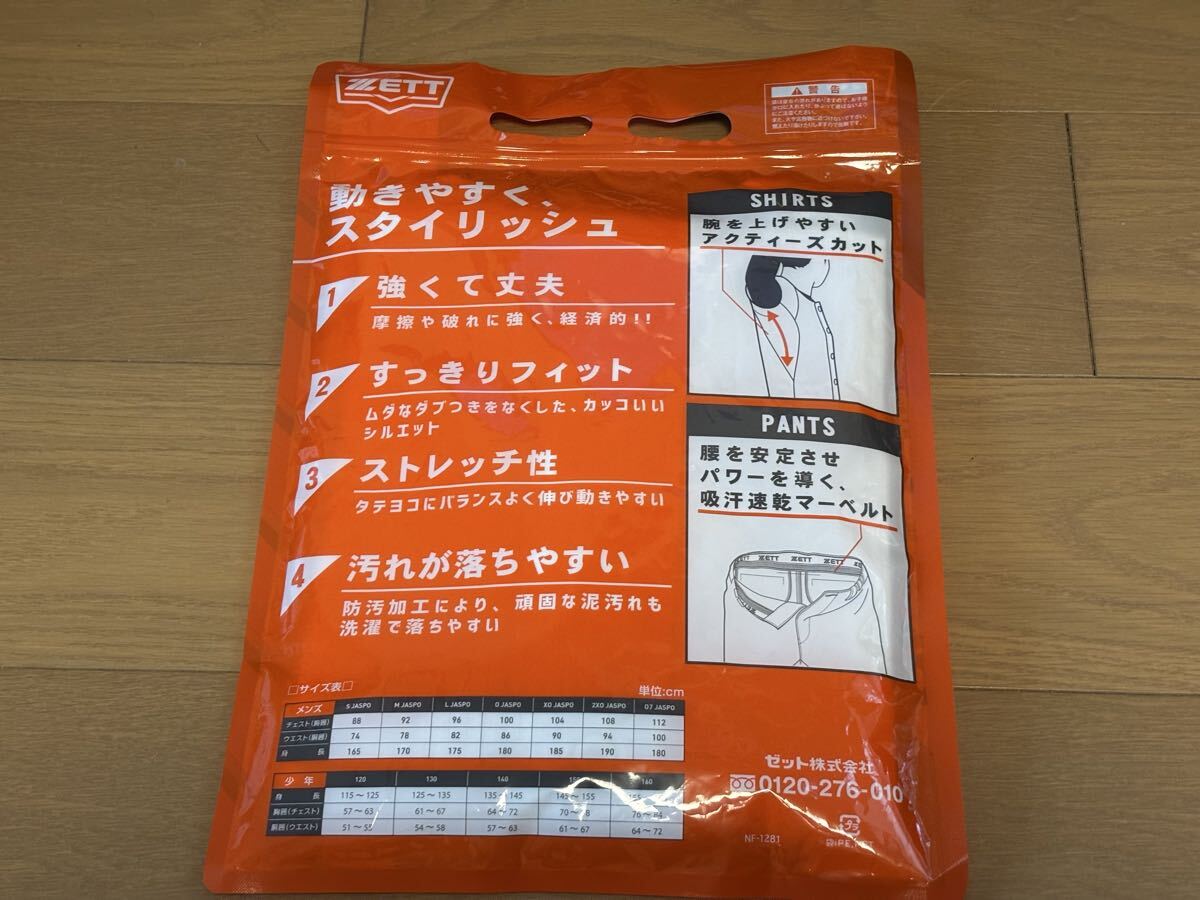 ZETT
警告
動きやすく、
スタイリッシュ
1 強くて丈夫
摩擦や破れに強く、経済的!!
2 すっきりフィット
ムダなダブつきをなくした、カッコいい
シルエット
3 ストレッチ性
タテヨコにバランスよく伸び動きやすい
4 汚れが落ちやすい
防汚加工により、頑固な泥汚れも
洗濯で落ちやすい
SHIRTS
腕を上げやすい
アクティーズカット
PANTS
腰を安定させ
パワーを導く、
吸汗速乾マーベルト
ZETT ZETT ZETT
□サイズ表□ 単位:cm
メンズ S JASPO M JASPO L JASPO O JASPO XO JASPO 2XO JASPO O7 JASPO
チェスト(胸囲) 88 92 96 100 104 108 112
ウエスト(胴囲) 74 78 82 86 90 94 100
身長 165 170 175 180 185 190 180
少年 120 130 140 160
身長 115〜125 125〜135 135〜145 145〜155
胸囲(チェスト) 57〜63 61〜67 64〜72 76〜84
胴囲(ウエスト) 51〜55 54〜58 57〜63 61〜67 64〜72
ゼット株式会社
0120-276-010
プラ
NF-1281